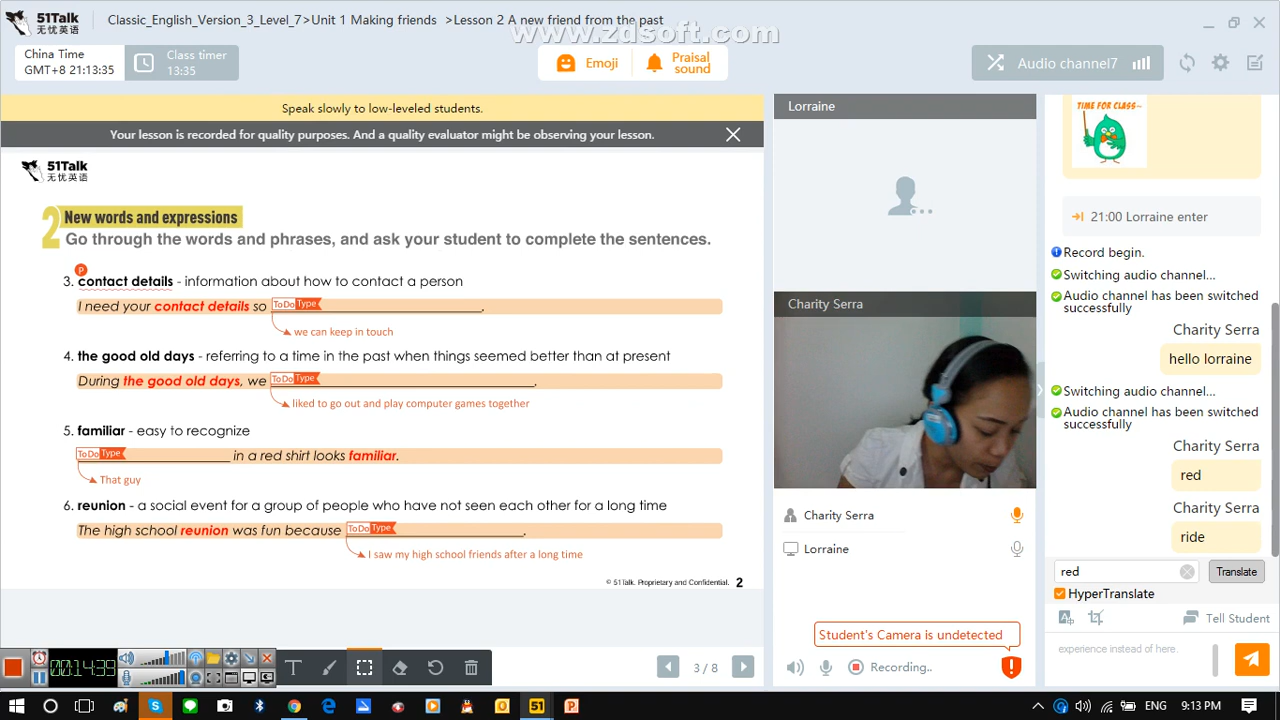 51Talk
无忧英语
Classic_English_Version_3_Level_7>Unit 1 Making friends >Lesson 2 A new friend from the past
www.zdsoft.com
China Time
GMT+8 21:13:35
Class timer
13:35
Emoji
Praisal
sound
Audio channel7
Speak slowly to low-leveled students.
Your lesson is recorded for quality purposes. And a quality evaluator might be observing your lesson.
51Talk
无忧英语
2 New words and expressions
Go through the words and phrases, and ask your student to complete the sentences.
P
3. contact details - information about how to contact a person
I need your contact details so ToDo Type ____.
we can keep in touch
4. the good old days - referring to a time in the past when things seemed better than at present
During the good old days, we ToDo Type ____.
liked to go out and play computer games together
5. familiar - easy to recognize
ToDo Type ____ in a red shirt looks familiar.
That guy
6. reunion - a social event for a group of people who have not seen each other for a long time
The high school reunion was fun because ToDo Type ____.
I saw my high school friends after a long time
© 51Talk. Proprietary and Confidential. 2
00:14:39
T
3 / 8
Lorraine
Charity Serra
Charity Serra
Lorraine
Student's Camera is undetected
Recording..
TIME FOR CLASS~
21:00 Lorraine enter
Record begin.
Switching audio channel...
Audio channel has been switched
successfully
Charity Serra
hello lorraine
Switching audio channel...
Audio channel has been switched
successfully
Charity Serra
red
Charity Serra
ride
red
Translate
HyperTranslate
Tell Student
experience instead of here.
51
ENG
9:13 PM